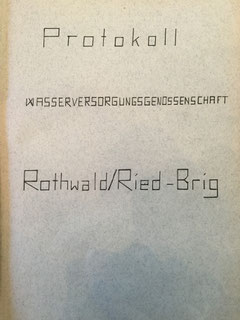 Protokoll
WASSERVERSORGUNGSGENOSSENSCHAFT
Rothwald/Ried-Brig